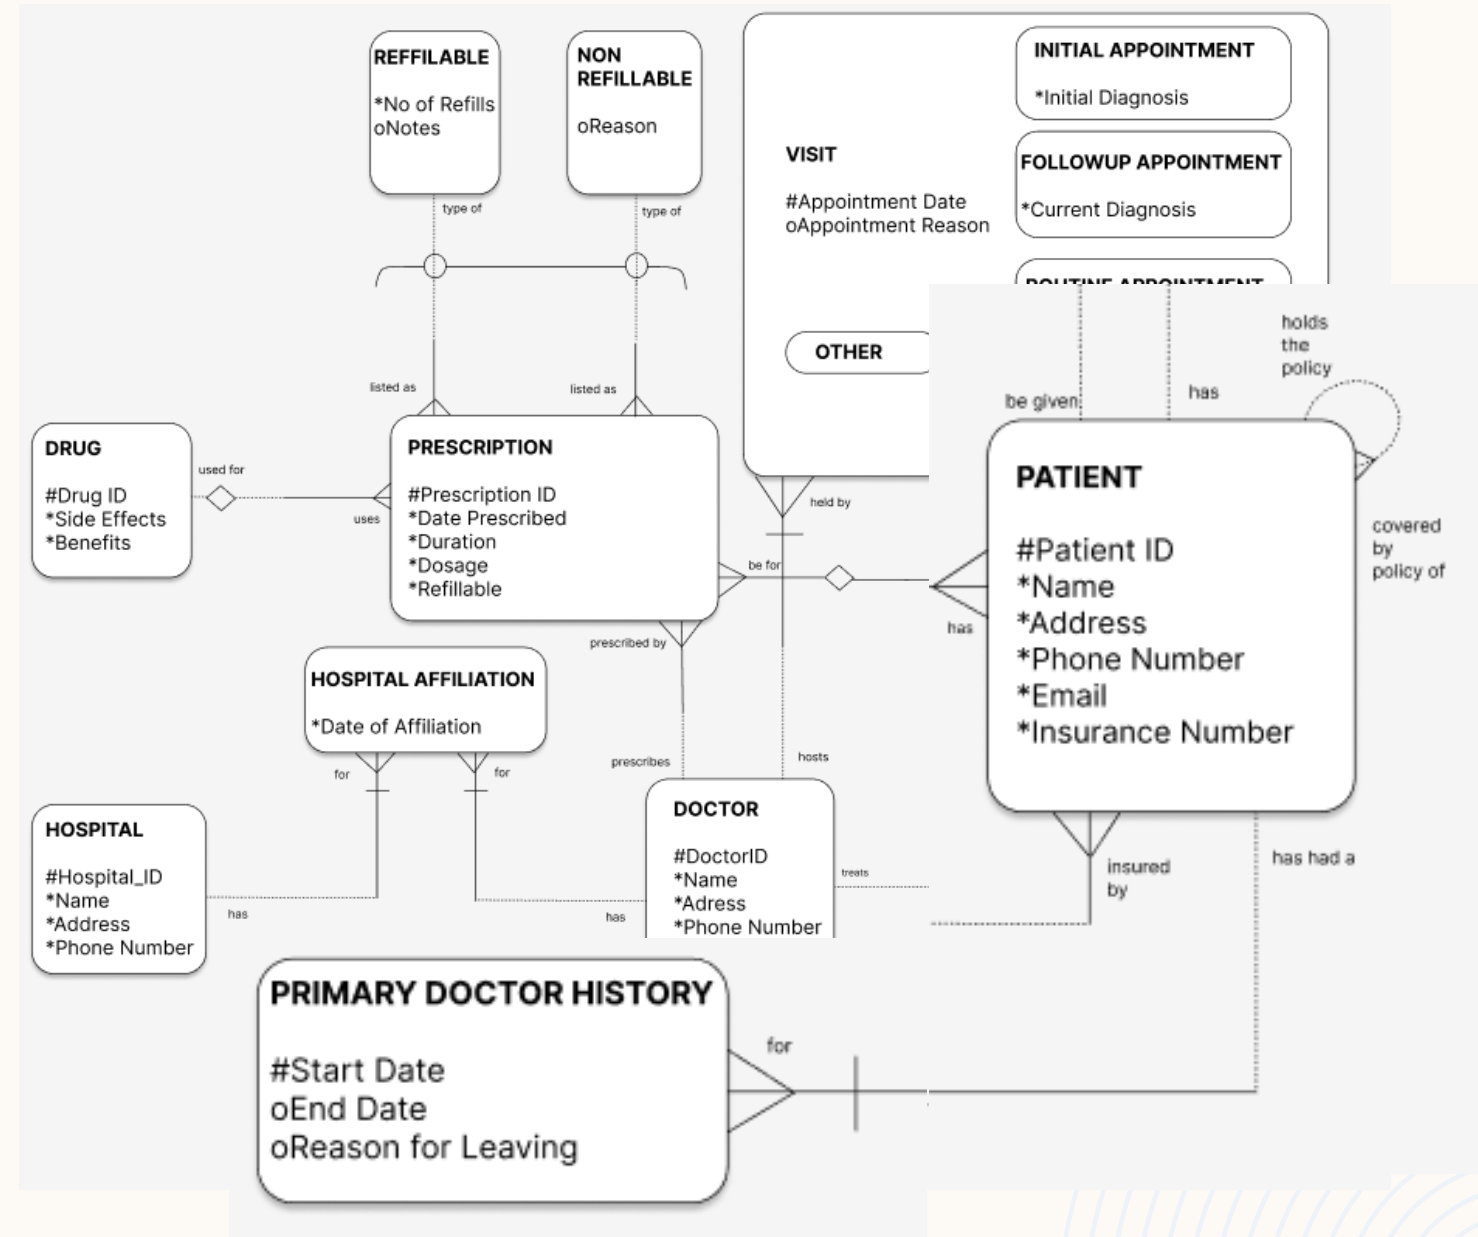 REFFILABLE
*No of Refills
oNotes
NON
REFILLABLE
oReason
type of
type of
listed as
listed as
VISIT
#Appointment Date
oAppointment Reason
INITIAL APPOINTMENT
*Initial Diagnosis
FOLLOWUP APPOINTMENT
*Current Diagnosis
ROUTINE APPOINTMENT
OTHER
DRUG
#Drug ID
*Side Effects
*Benefits
used for
uses
PRESCRIPTION
#Prescription ID
*Date Prescribed
*Duration
*Dosage
*Refillable
held by
be for
prescribed by
prescribes
hosts
be given
has
holds
the
policy
PATIENT
#Patient ID
*Name
*Address
*Phone Number
*Email
*Insurance Number
has
covered
by
policy of
insured
by
has had a
HOSPITAL AFFILIATION
*Date of Affiliation
for
for
HOSPITAL
#Hospital_ID
*Name
*Address
*Phone Number
has
has
DOCTOR
#DoctorID
*Name
*Adress
*Phone Number
treats
PRIMARY DOCTOR HISTORY
#Start Date
oEnd Date
oReason for Leaving
for